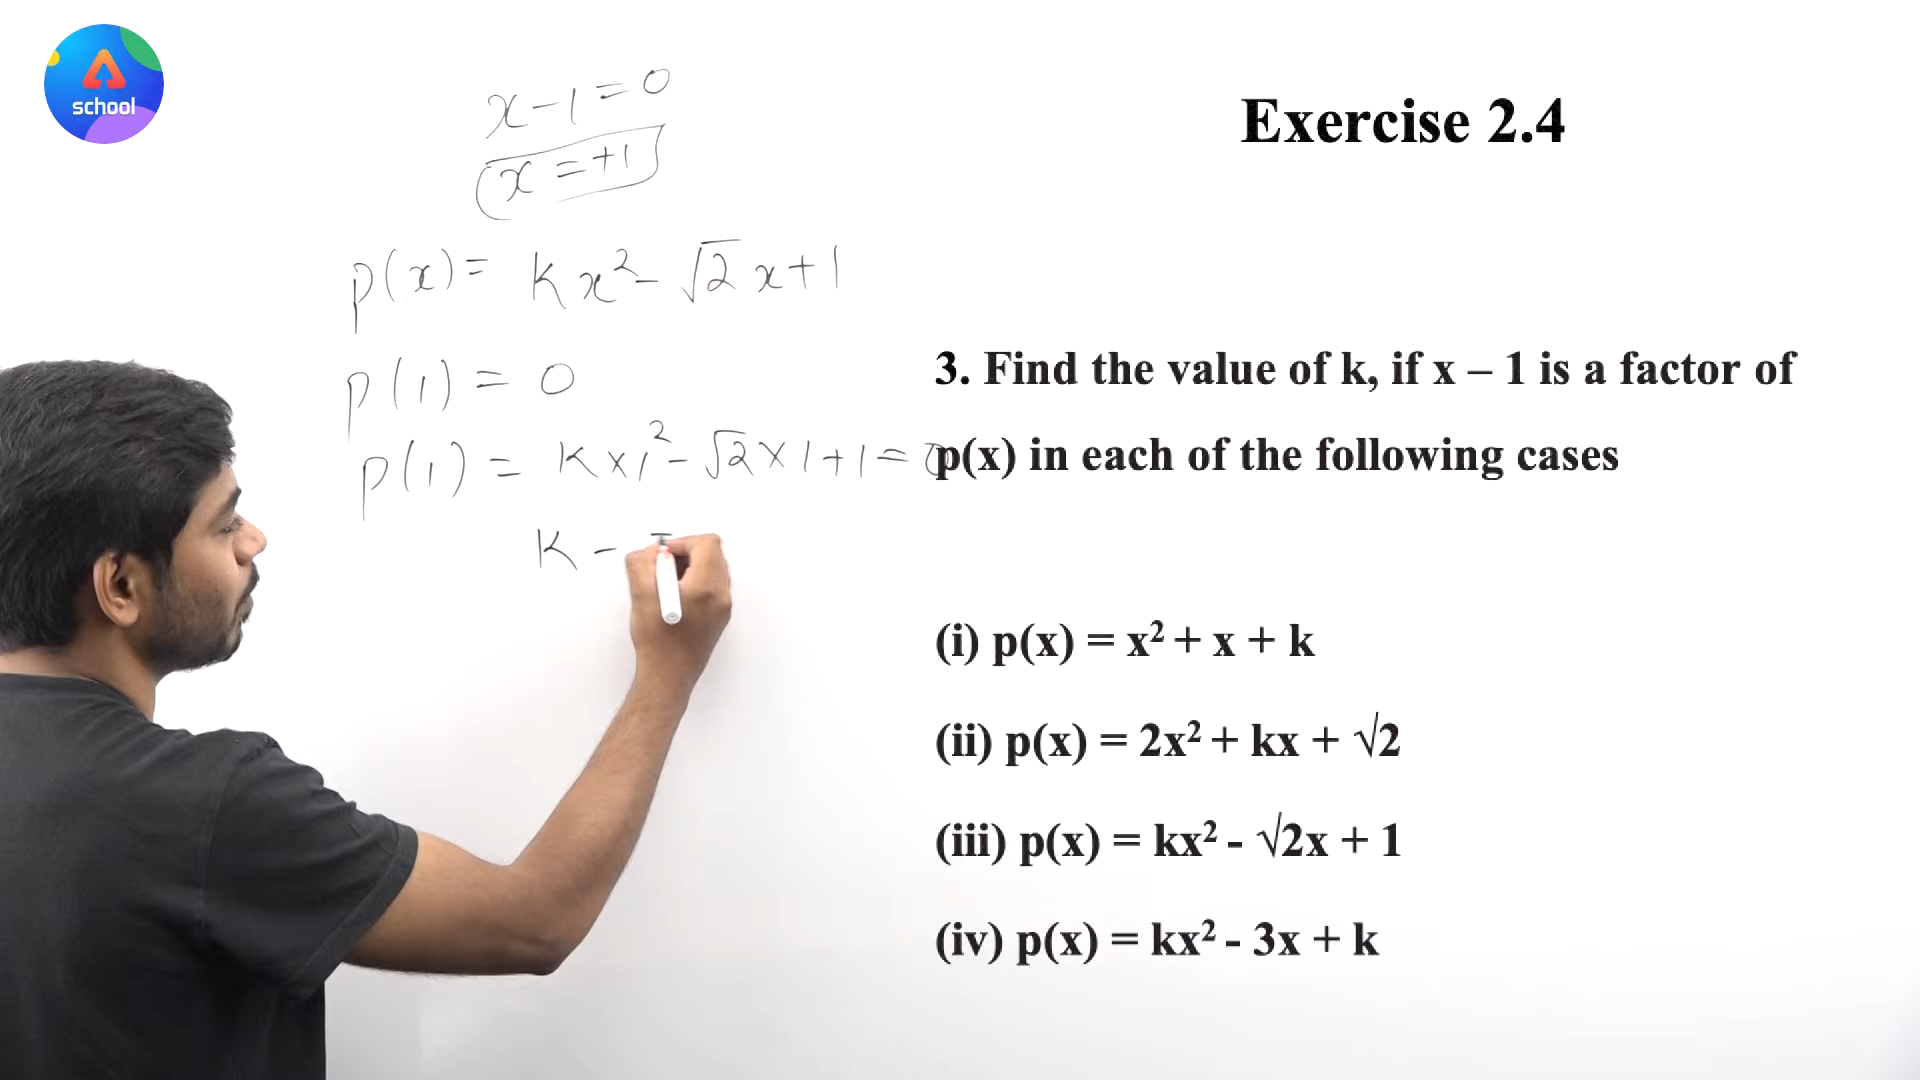 school
x - 1 = 0
x = +1
p(x) = kx² - √2 x + 1
p(1) = 0
p(1) = k x 1² - √2 x 1 + 1 = 0
k -
Exercise 2.4
3. Find the value of k, if x – 1 is a factor of
p(x) in each of the following cases
(i) p(x) = x² + x + k
(ii) p(x) = 2x² + kx + √2
(iii) p(x) = kx² - √2x + 1
(iv) p(x) = kx² - 3x + k